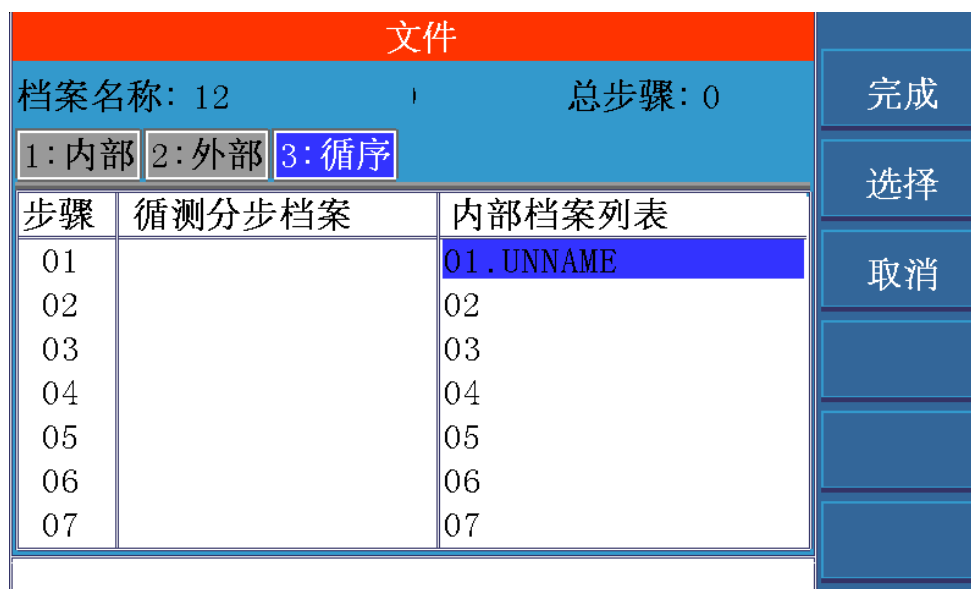 文件
档案名称: 12 总步骤: 0
1:内部 2:外部 3:循序
步骤 循测分步档案 内部档案列表
01 01.UNNAME
02 02
03 03
04 04
05 05
06 06
07 07
完成
选择
取消